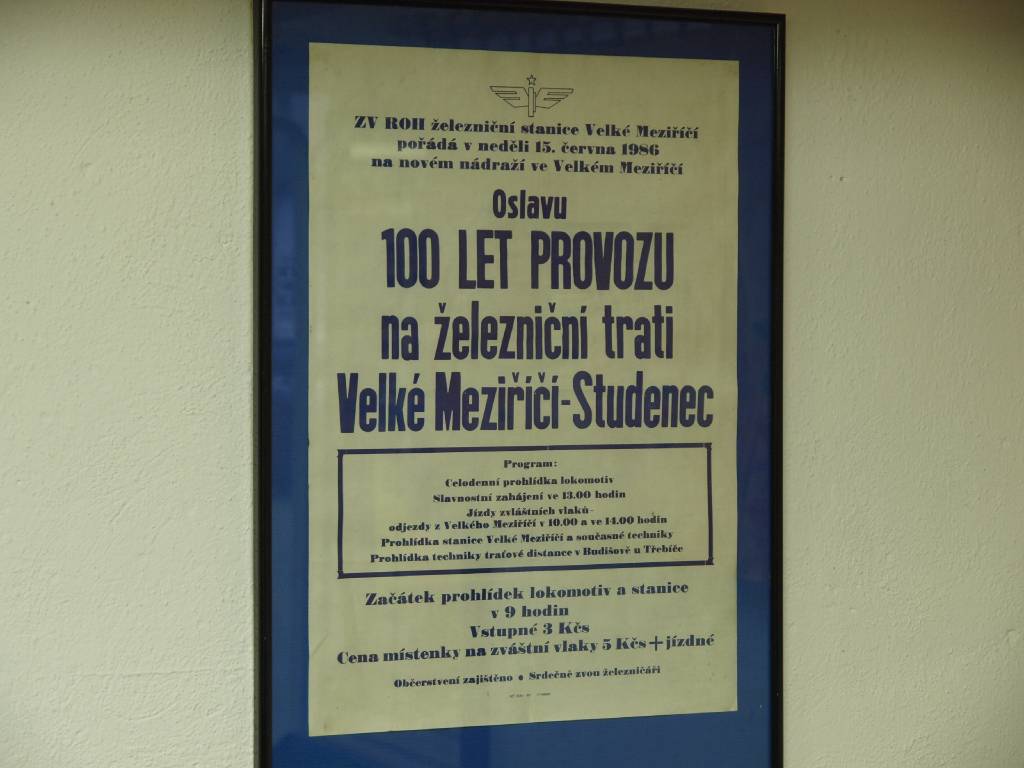 ZV ROH železniční stanice Velké Meziříčí
pořádá v neděli 15. června 1986
na novém nádraží ve Velkém Meziříčí
Oslavu
100 LET PROVOZU
na železniční trati
Velké Meziříčí-Studenec
Program:
Celodenní prohlídka lokomotiv
Slavnostní zahájení ve 13.00 hodin
Jízdy zvláštních vlaků-
odjezdy z Velkého Meziříčí v 10.00 a ve 14.00 hodin
Prohlídka stanice Velké Meziříčí a současné techniky
Prohlídka techniky traťové distance v Budišově u Třebíče
Začátek prohlídek lokomotiv a stanice
v 9 hodin
Vstupné 3 Kčs
Cena místenky na zváštní vlaky 5 Kčs + jízdné
Občerstvení zajištěno • Srdečně zvou železničáři